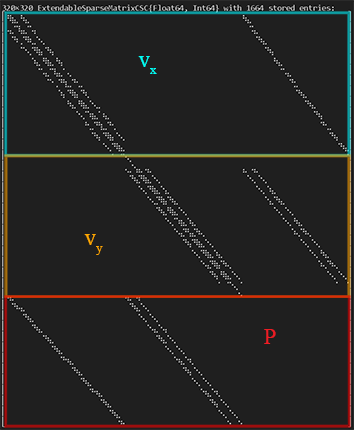 320×320 ExtendableSparseMatrixCSC{Float64, Int64} with 1664 stored entries:
Vx
Vy
P